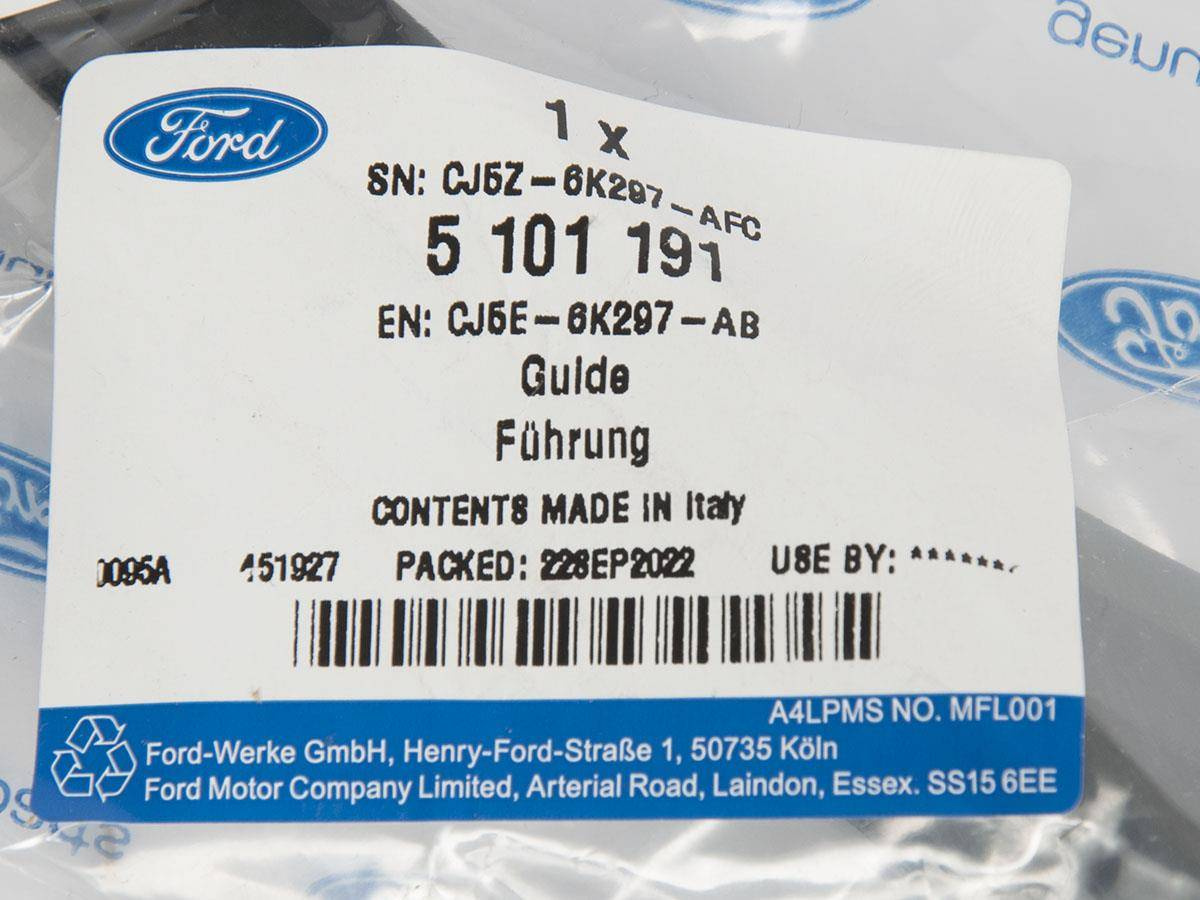 Ford
1 x
SN: CJ5Z-6K297-AFC
5 101 191
EN: CJ5E-6K297-AB
Guide
Führung
CONTENTS MADE IN Italy
0095A 451927 PACKED: 22SEP2022 USE BY: *******
A4LPMS NO. MFL001
Ford-Werke GmbH, Henry-Ford-Straße 1, 50735 Köln
Ford Motor Company Limited, Arterial Road, Laindon, Essex. SS15 6EE